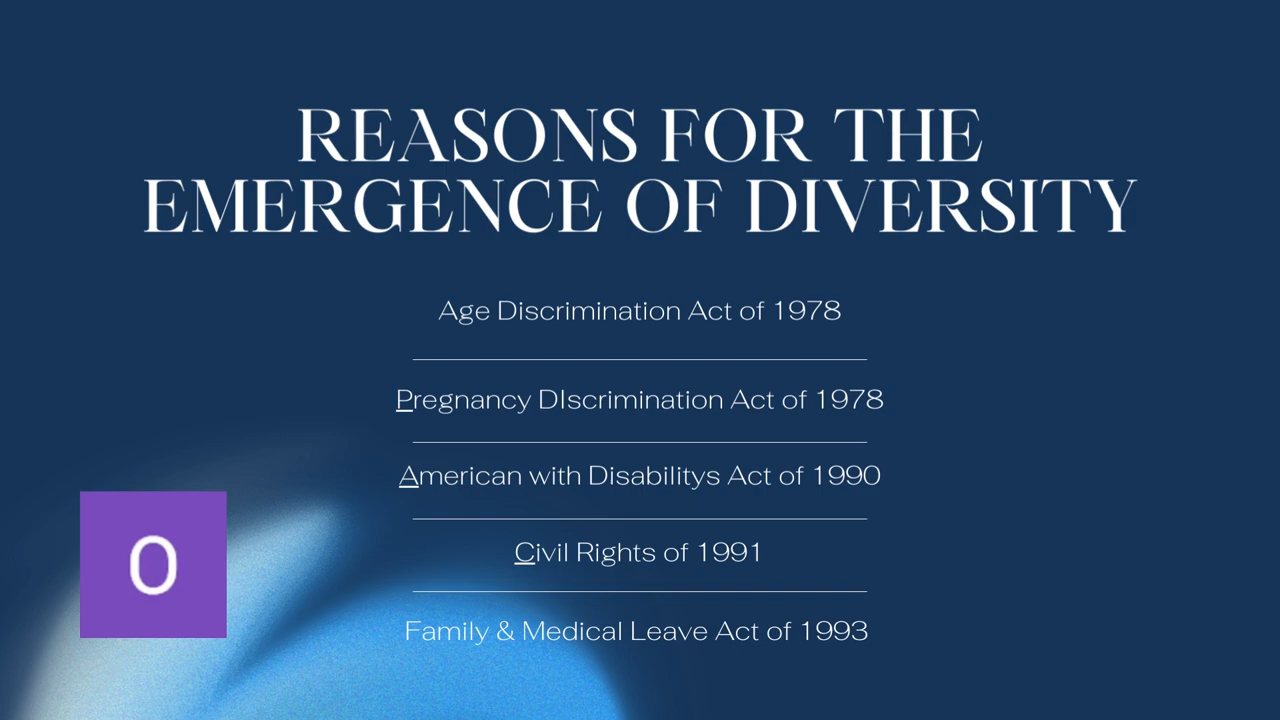 REASONS FOR THE
EMERGENCE OF DIVERSITY
Age Discrimination Act of 1978
Pregnancy DIscrimination Act of 1978
American with Disabilitys Act of 1990
Civil Rights of 1991
Family & Medical Leave Act of 1993
0